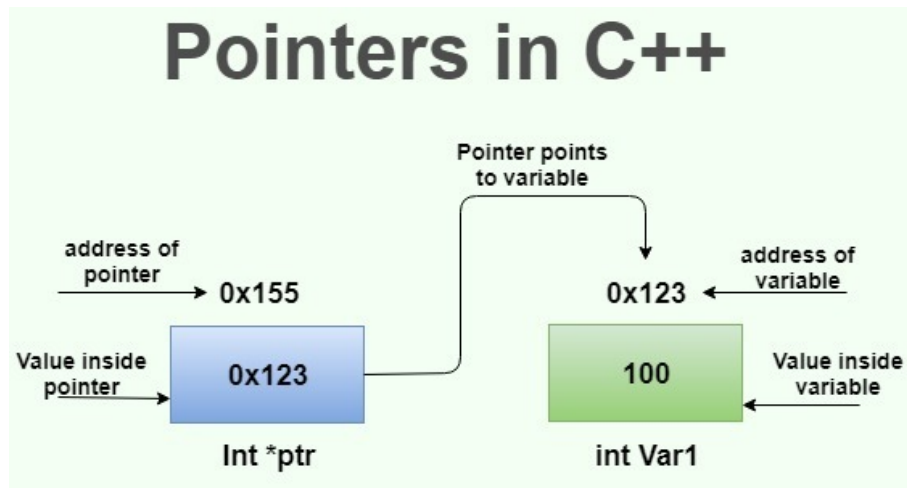 Pointers in C++
Pointer points
to variable
address of
pointer
0x155
0x123
address of
variable
Value inside
pointer
0x123
100
Value inside
variable
Int *ptr
int Var1